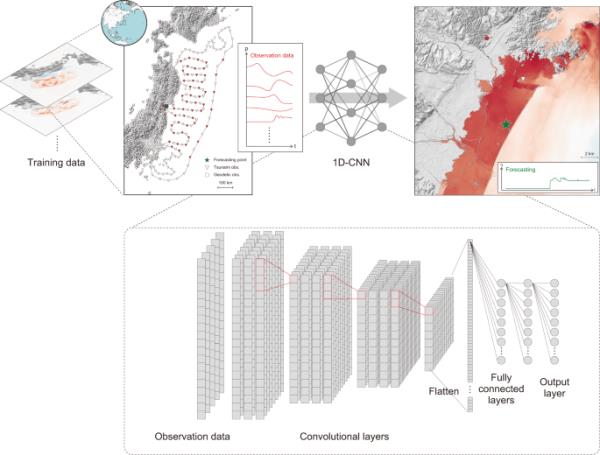 Training data
Forecasting point
Tsunami obs.
Geodetic obs.
100 km
P
Observation data
t
1D-CNN
2 km
Forecasting
Observation data
Convolutional layers
Flatten
Fully
connected
layers
Output
layer